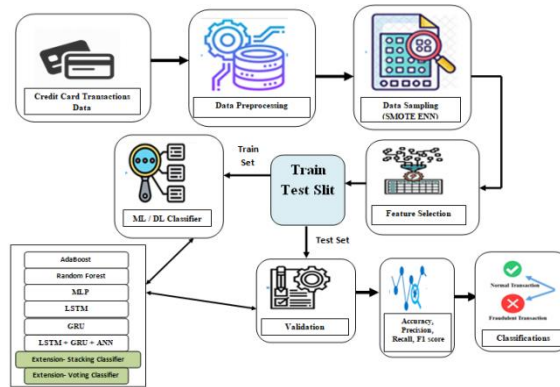 Credit Card Transactions
Data
Data Preprocessing
Data Sampling
(SMOTE ENN)
Train
Set
ML / DL Classifier
Train
Test Slit
Feature Selection
Test Set
AdaBoost
Random Forest
MLP
LSTM
GRU
LSTM + GRU + ANN
Extension- Stacking Classifier
Extension- Voting Classifier
Validation
Accuracy,
Precision,
Recall, F1 score
Normal Transaction
Fraudulent Transaction
Classifications